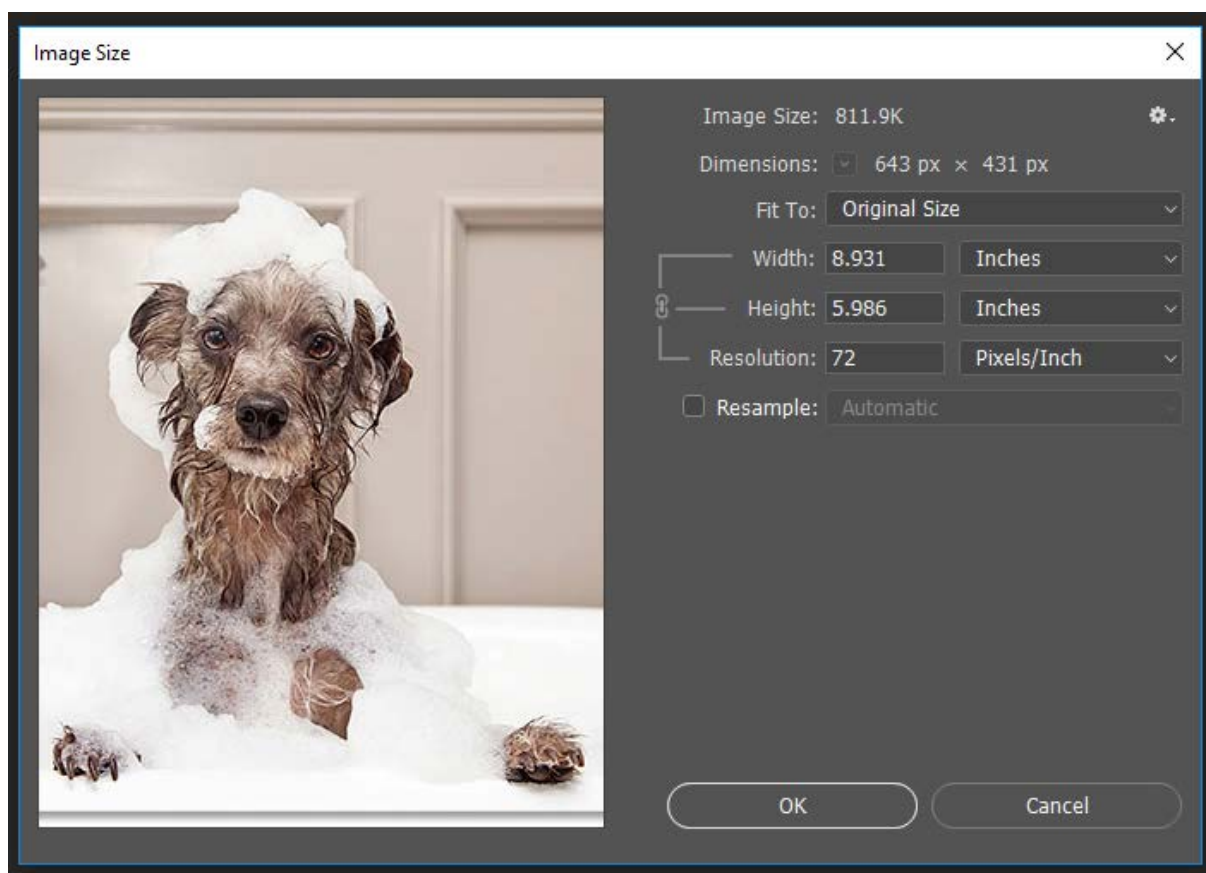 Image Size
Image Size: 811.9K
Dimensions: 643 px × 431 px
Fit To: Original Size
Width: 8.931 Inches
Height: 5.986 Inches
Resolution: 72 Pixels/Inch
Resample: Automatic
OK Cancel